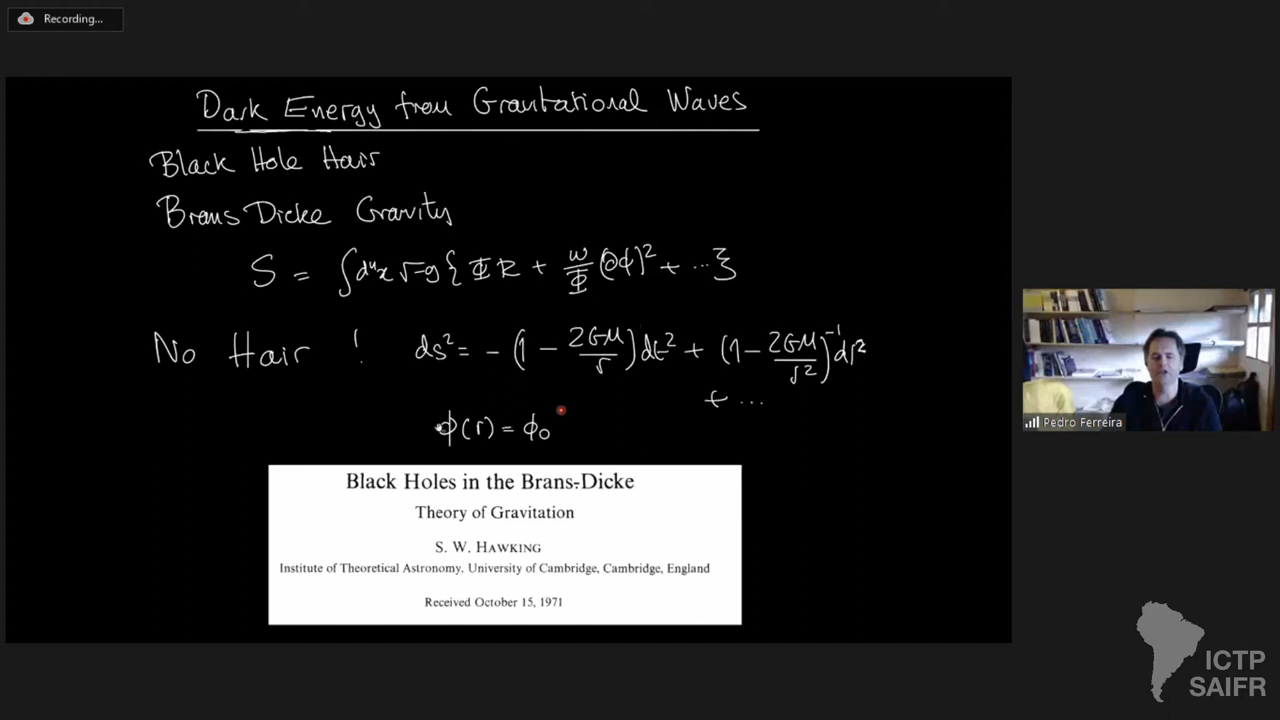 Recording...
Dark Energy from Gravitational Waves
Black Hole Hair
Brans Dicke Gravity
S = ∫d⁴x √-g { Φ R + ω/Φ (∂ϕ)² + ... }
No Hair ! ds² = - (1 - 2GM/r) dt² + (1 - 2GM/r²)⁻¹ dr²
+ ...
ϕ(r) = ϕ₀
Black Holes in the Brans-Dicke
Theory of Gravitation
S. W. HAWKING
Institute of Theoretical Astronomy, University of Cambridge, Cambridge, England
Received October 15, 1971
Pedro Ferreira
ICTP
SAIFR